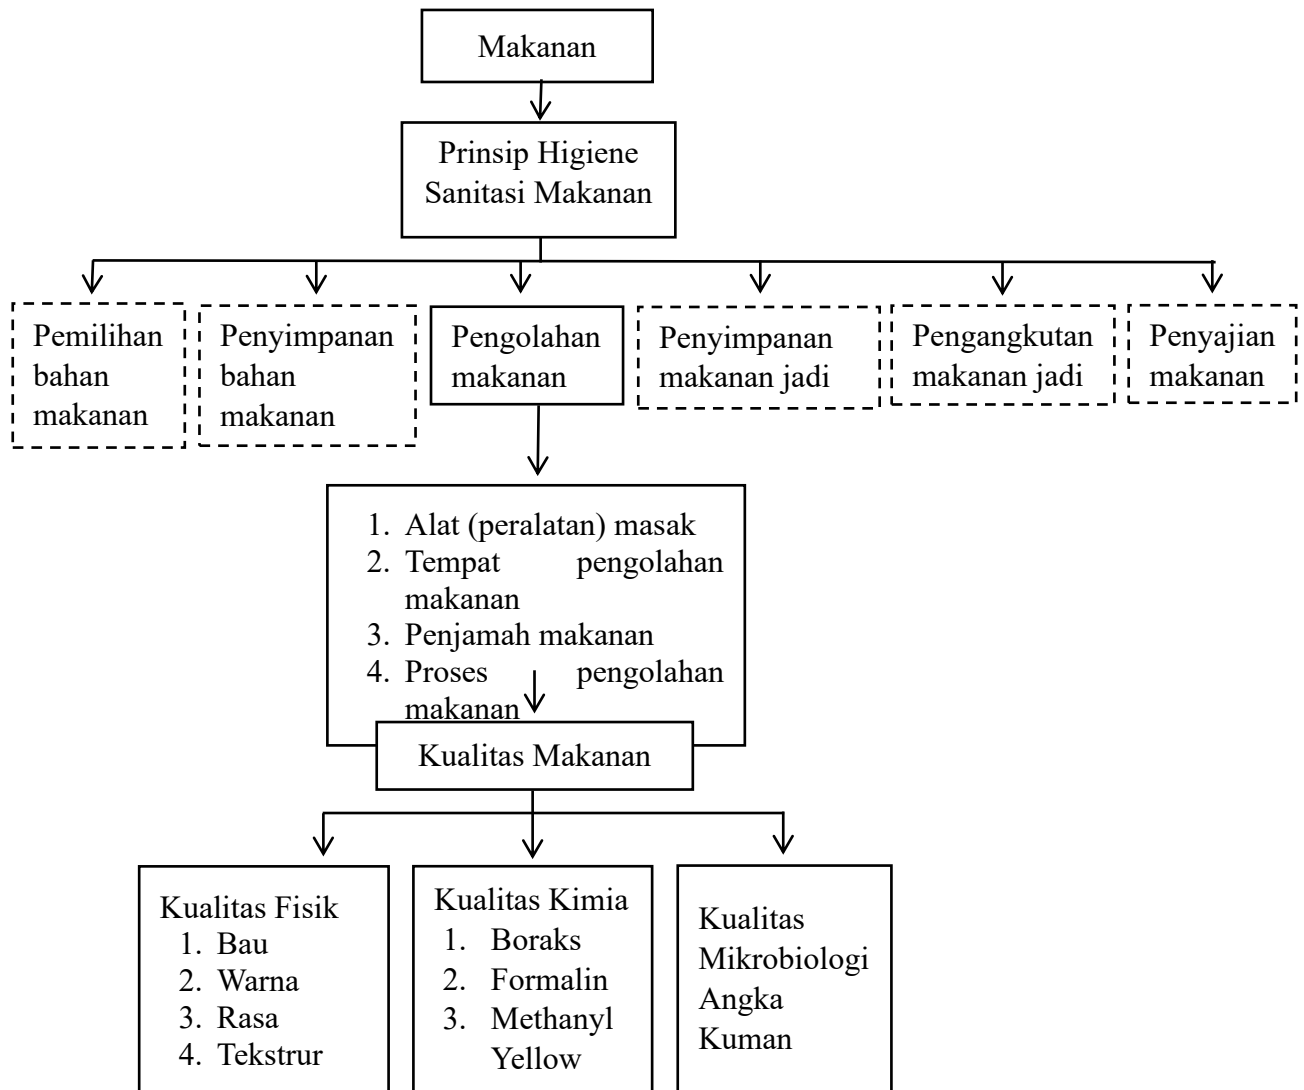 Makanan
Prinsip Higiene
Sanitasi Makanan
Pemilihan
bahan
makanan
Penyimpanan
bahan
makanan
Pengolahan
makanan
Penyimpanan
makanan jadi
Pengangkutan
makanan jadi
Penyajian
makanan
1. Alat (peralatan) masak
2. Tempat pengolahan
makanan
3. Penjamah makanan
4. Proses pengolahan
makanan
Kualitas Makanan
Kualitas Fisik
1. Bau
2. Warna
3. Rasa
4. Tekstrur
Kualitas Kimia
1. Boraks
2. Formalin
3. Methanyl
Yellow
Kualitas
Mikrobiologi
Angka
Kuman